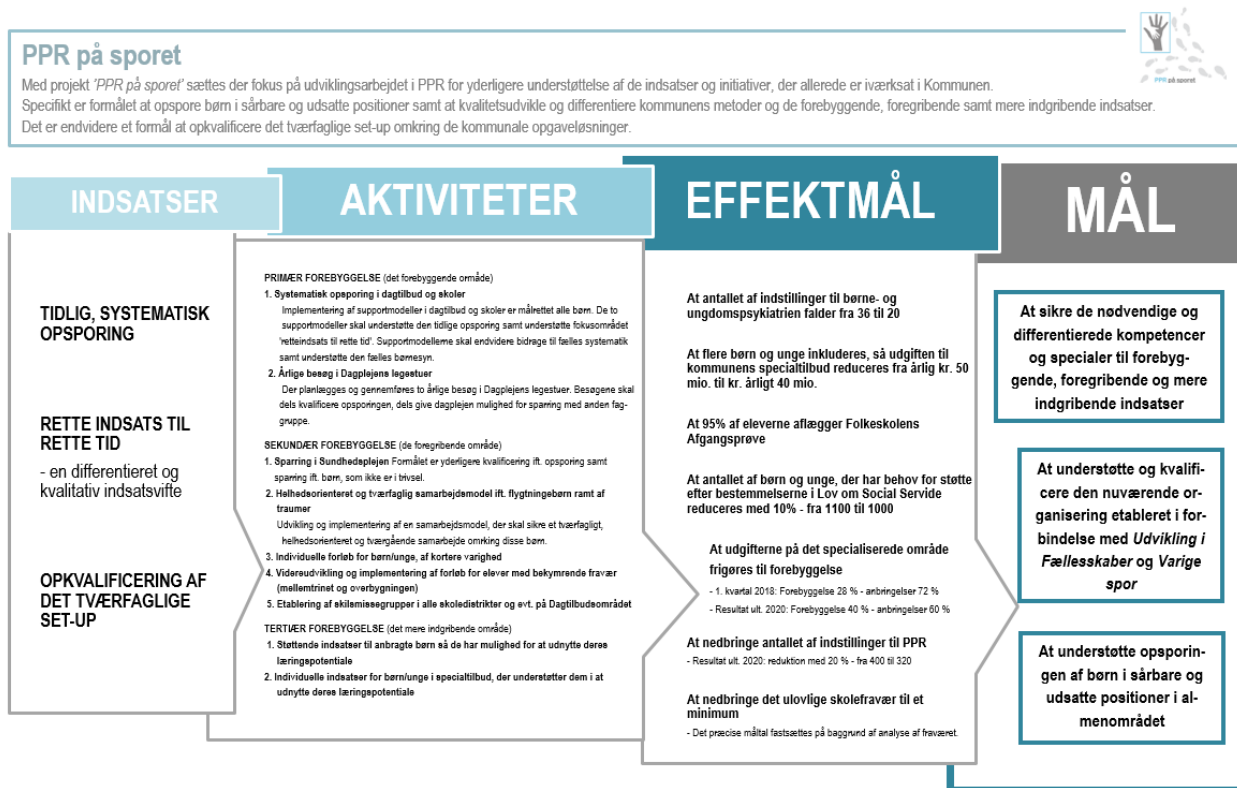 PPR på sporet
PPR på sporet
Med projekt 'PPR på sporet' sættes der fokus på udviklingsarbejdet i PPR for yderligere understøttelse af de indsatser og initiativer, der allerede er iværksat i Kommunen.
Specifikt er formålet at opspore børn i sårbare og udsatte positioner samt at kvalitetsudvikle og differentiere kommunens metoder og de forebyggende, foregribende samt mere indgribende indsatser.
Det er endvidere et formål at opkvalificere det tværfaglige set-up omkring de kommunale opgaveløsninger.
INDSATSER
TIDLIG, SYSTEMATISK
OPSPORING
RETTE INDSATS TIL
RETTE TID
- en differentieret og
kvalitativ indsatsvifte
OPKVALIFICERING AF
DET TVÆRFAGLIGE
SET-UP
AKTIVITETER
PRIMÆR FOREBYGGELSE (det forebyggende område)
1. Systematisk opsporing i dagtilbud og skoler
Implementering af supportmodeller i dagtilbud og skoler er målrettet alle børn. De to
supportmodeller skal understøtte den tidlige opsporing samt understøtte fokusområdet
'retteindsats til rette tid'. Supportmodellerne skal endvidere bidrage til fælles systematik
samt understøtte den fælles børnesyn.
2. Årlige besøg i Dagplejens legestuer
Der planlægges og gennemføres to årlige besøg i Dagplejens legestuer. Besøgene skal
dels kvalificere opsporingen, dels give dagplejen mulighed for sparring med anden fag-
gruppe.
SEKUNDÆR FOREBYGGELSE (de foregribende område)
1. Sparring i Sundhedsplejen Formålet er yderligere kvalificering ift. opsporing samt
sparring ift. børn, som ikke er i trivsel.
2. Helhedsorienteret og tværfaglig samarbejdsmodel ift. flygtningebørn ramt af
traumer
Udvikling og implementering af en samarbejdsmodel, der skal sikre et tværfagligt,
helhedsorienteret og tværgående samarbejde omrking disse børn.
3. Individuelle forløb for børn/unge, af kortere varighed
4. Videreudvikling og implementering af forløb for elever med bekymrende fravær
(mellemtrinet og overbygningen)
5. Etablering af skilsmissegrupper i alle skoledistrikter og evt. på Dagtilbudsområdet
TERTIÆR FOREBYGGELSE (det mere indgribende område)
1. Støttende indsatser til anbragte børn så de har mulighed for at udnytte deres
læringspotentiale
2. Individuelle indsatser for børn/unge i specialtilbud, der understøtter dem i at
udnytte deres læringspotentiale
EFFEKTMÅL
At antallet af indstillinger til børne- og
ungdomspsykiatrien falder fra 36 til 20
At flere børn og unge inkluderes, så udgiften til
kommunens specialtilbud reduceres fra årlig kr. 50
mio. til kr. årligt 40 mio.
At 95% af eleverne aflægger Folkeskolens
Afgangsprøve
At antallet af børn og unge, der har behov for støtte
efter bestemmelserne i Lov om Social Servide
reduceres med 10% - fra 1100 til 1000
At udgifterne på det specialiserede område
frigøres til forebyggelse
- 1. kvartal 2018: Forebyggelse 28 % - anbringelser 72 %
- Resultat ult. 2020: Forebyggelse 40 % - anbringelser 60 %
At nedbringe antallet af indstillinger til PPR
- Resultat ult. 2020: reduktion med 20 % - fra 400 til 320
At nedbringe det ulovlige skolefravær til et
minimum
- Det præcise måltal fastsættes på baggrund af analyse af fraværet.
MÅL
At sikre de nødvendige og
differentierede kompetencer
og specialer til forebyg-
gende, foregribende og mere
indgribende indsatser
At understøtte og kvalifi-
cere den nuværende or-
ganisering etableret i for-
bindelse med Udvikling i
Fællesskaber og Varige
spor
At understøtte opsporin-
gen af børn i sårbare og
udsatte positioner i al-
menområdet